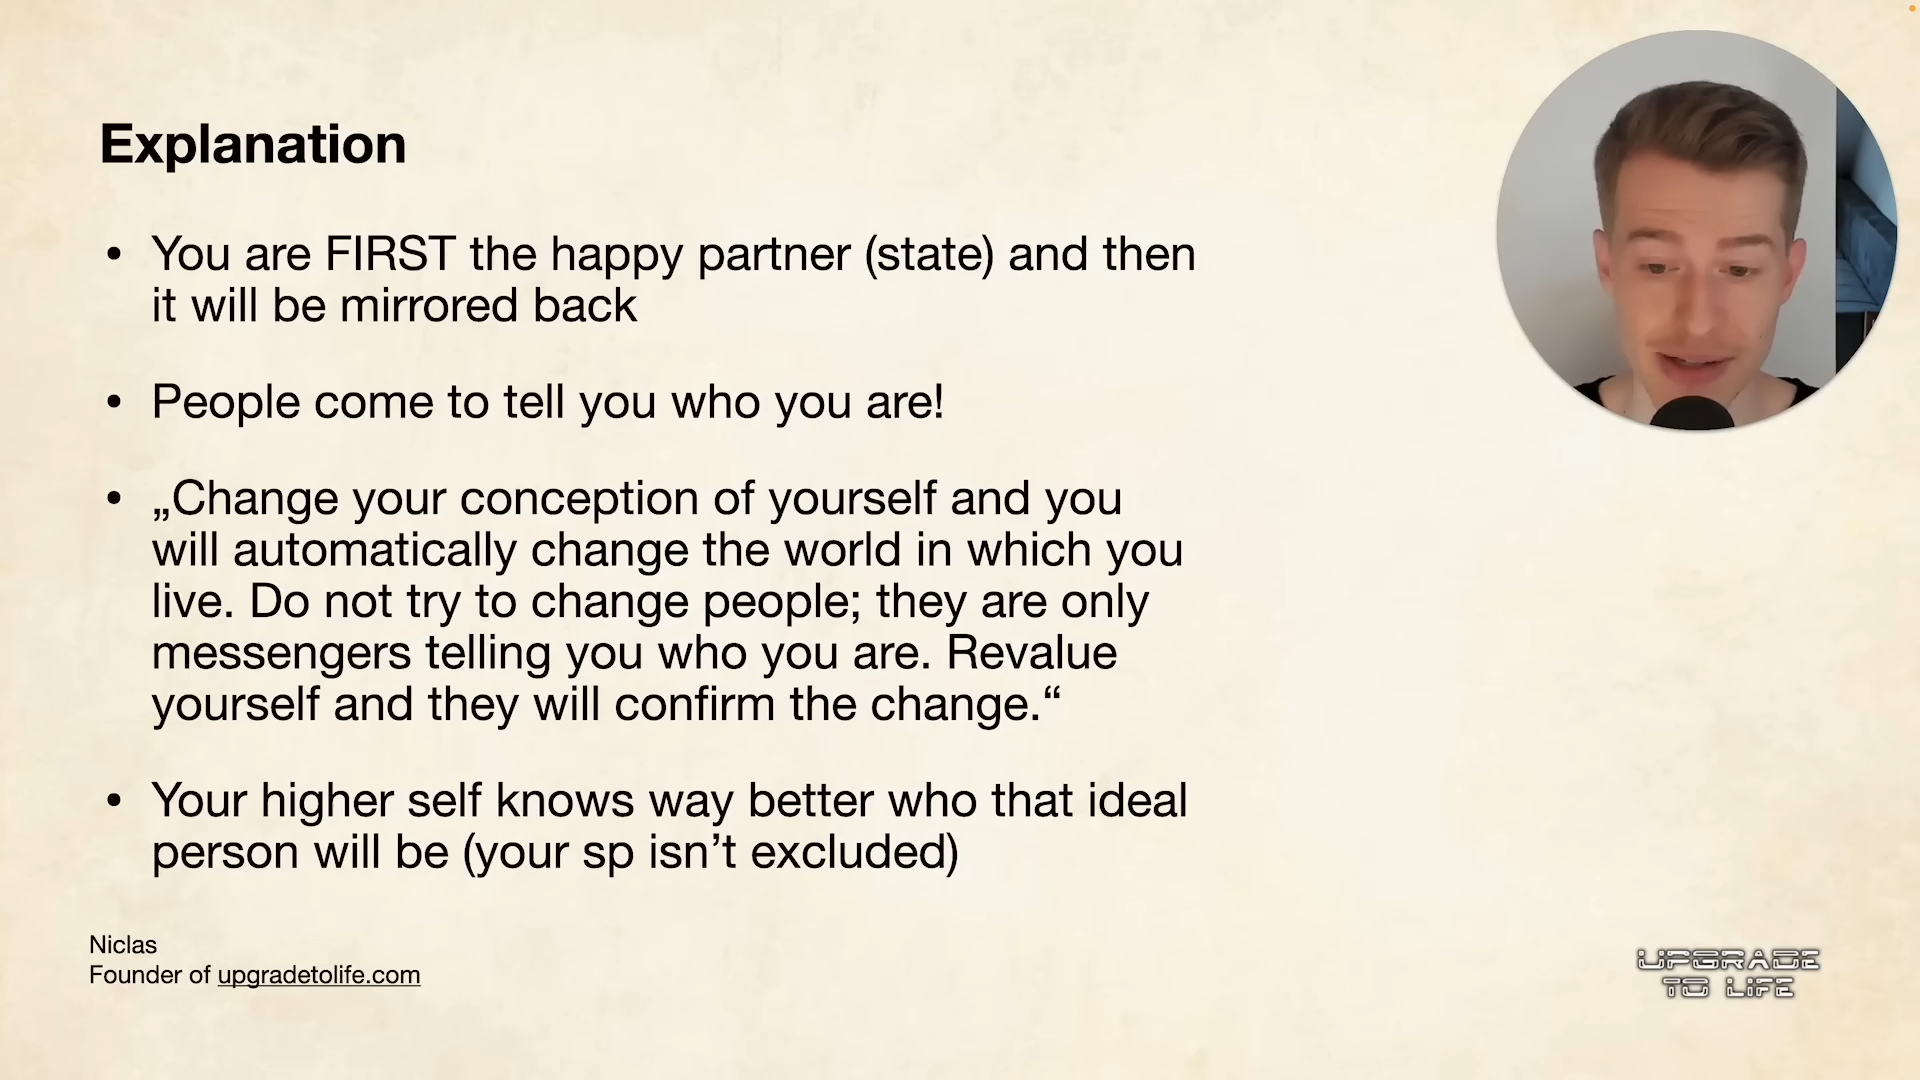 Explanation
• You are FIRST the happy partner (state) and then
it will be mirrored back
• People come to tell you who you are!
• „Change your conception of yourself and you
will automatically change the world in which you
live. Do not try to change people; they are only
messengers telling you who you are. Revalue
yourself and they will confirm the change.“
• Your higher self knows way better who that ideal
person will be (your sp isn’t excluded)
Niclas
Founder of upgradetolife.com
UPGRADE
TO LIFE